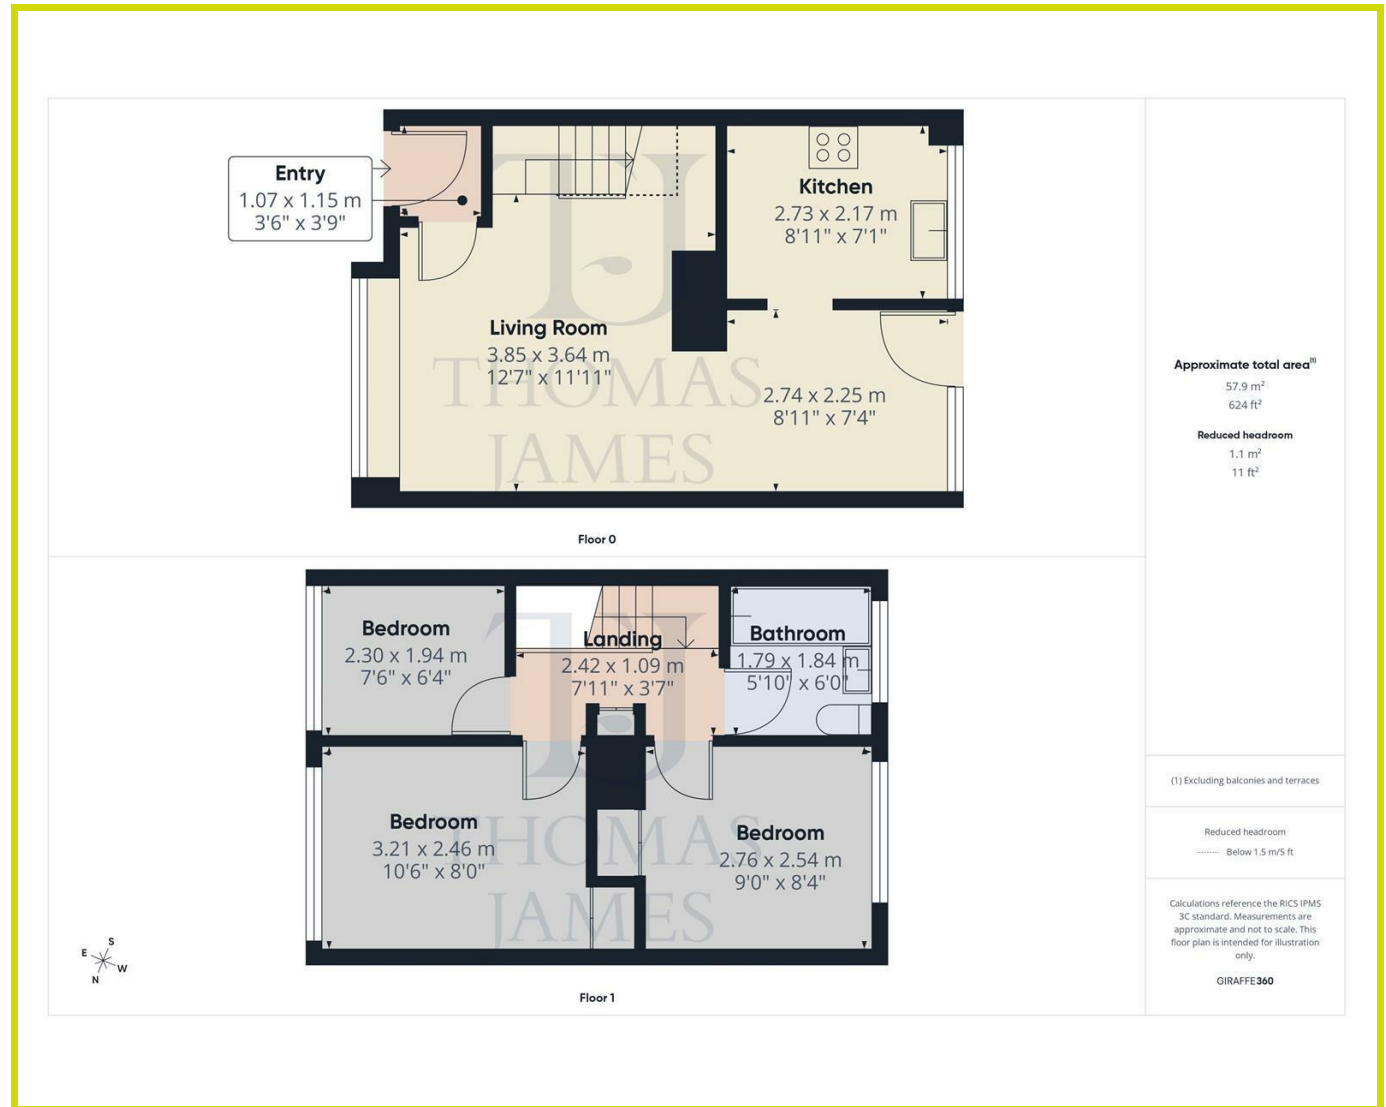 Entry
1.07 x 1.15 m
3'6" x 3'9"
Kitchen
2.73 x 2.17 m
8'11" x 7'1"
Living Room
3.85 x 3.64 m
12'7" x 11'11"
2.74 x 2.25 m
8'11" x 7'4"
TJ
THOMAS
JAMES
Floor 0
Bedroom
2.30 x 1.94 m
7'6" x 6'4"
Landing
2.42 x 1.09 m
7'11" x 3'7"
Bathroom
1.79 x 1.84 m
5'10" x 6'0"
Bedroom
3.21 x 2.46 m
10'6" x 8'0"
Bedroom
2.76 x 2.54 m
9'0" x 8'4"
TJ
THOMAS
JAMES
S
E
W
N
Floor 1
Approximate total area(1)
57.9 m²
624 ft²
Reduced headroom
1.1 m²
11 ft²
(1) Excluding balconies and terraces
Reduced headroom
Below 1.5 m/5 ft
Calculations reference the RICS IPMS
3C standard. Measurements are
approximate and not to scale. This
floor plan is intended for illustration
only.
GIRAFFE360